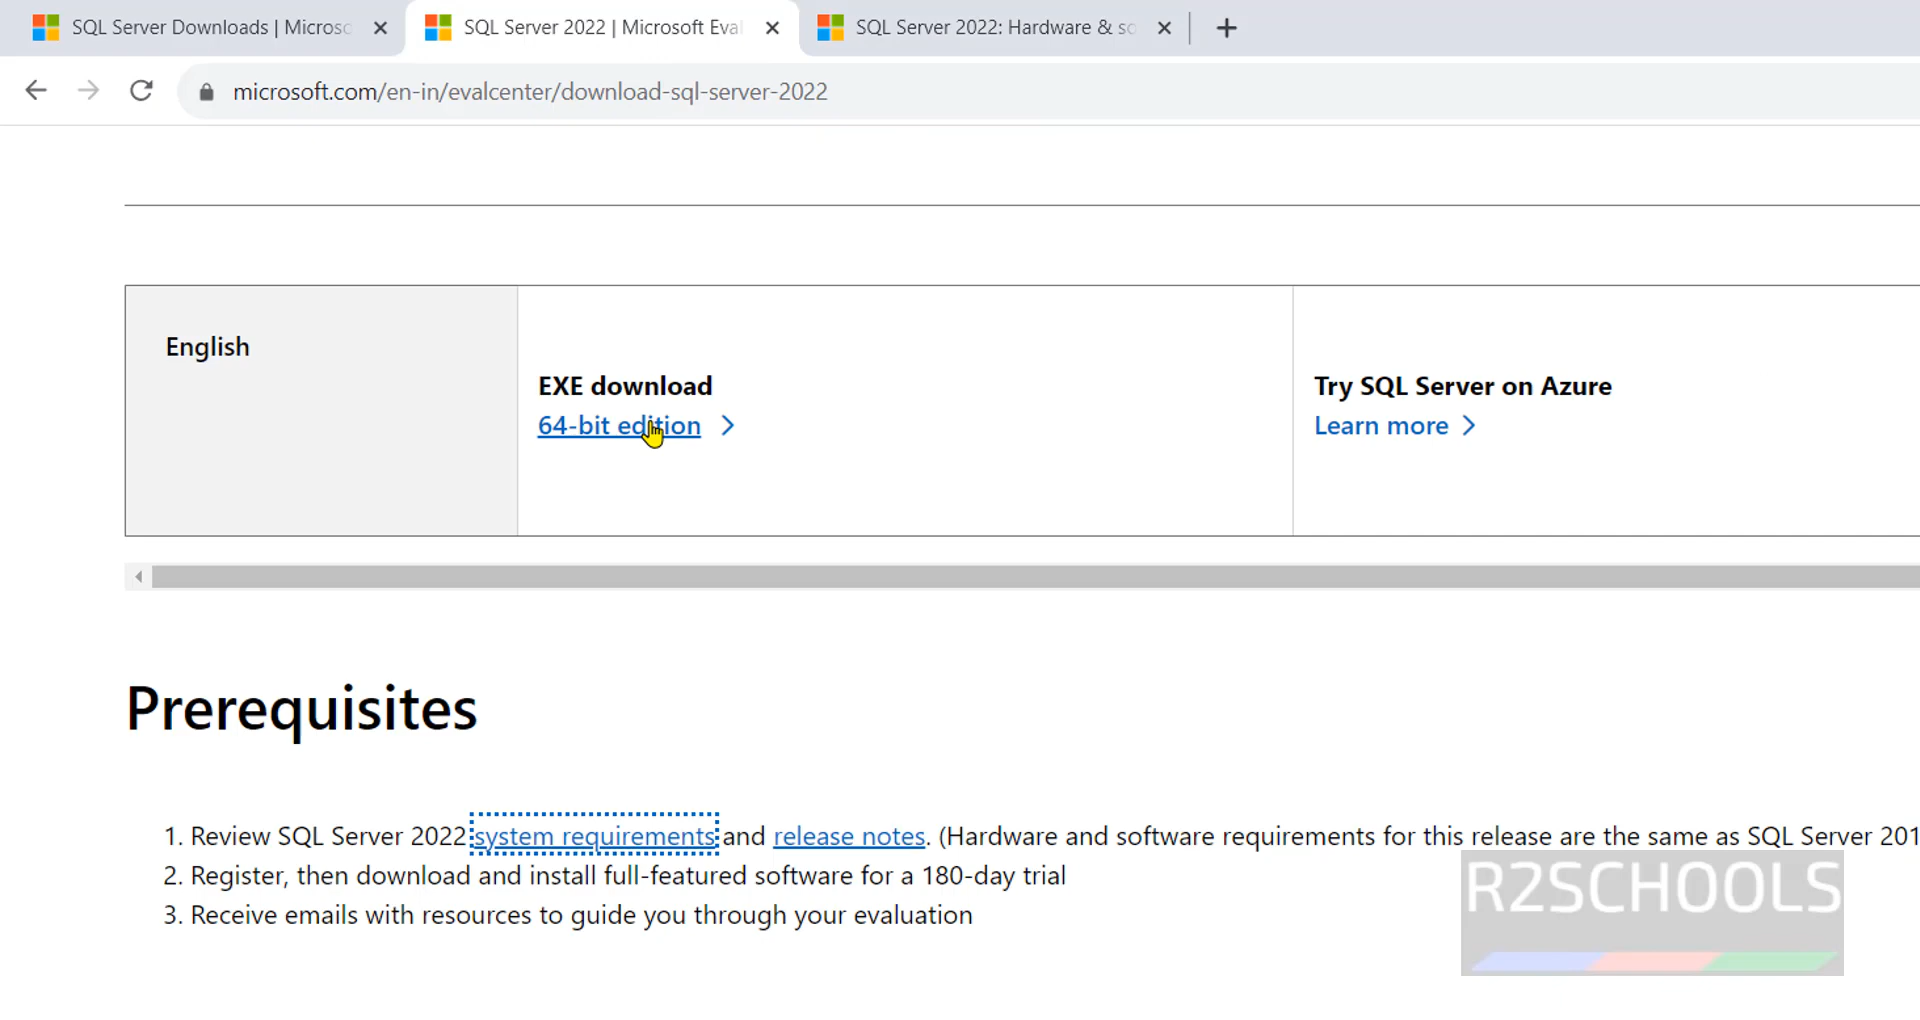 SQL Server Downloads | Microso
SQL Server 2022 | Microsoft Eval
SQL Server 2022: Hardware & so
microsoft.com/en-in/evalcenter/download-sql-server-2022
English
EXE download
64-bit edition
Try SQL Server on Azure
Learn more
Prerequisites
1. Review SQL Server 2022 system requirements and release notes. (Hardware and software requirements for this release are the same as SQL Server 201
2. Register, then download and install full-featured software for a 180-day trial
3. Receive emails with resources to guide you through your evaluation
R2SCHOOLS